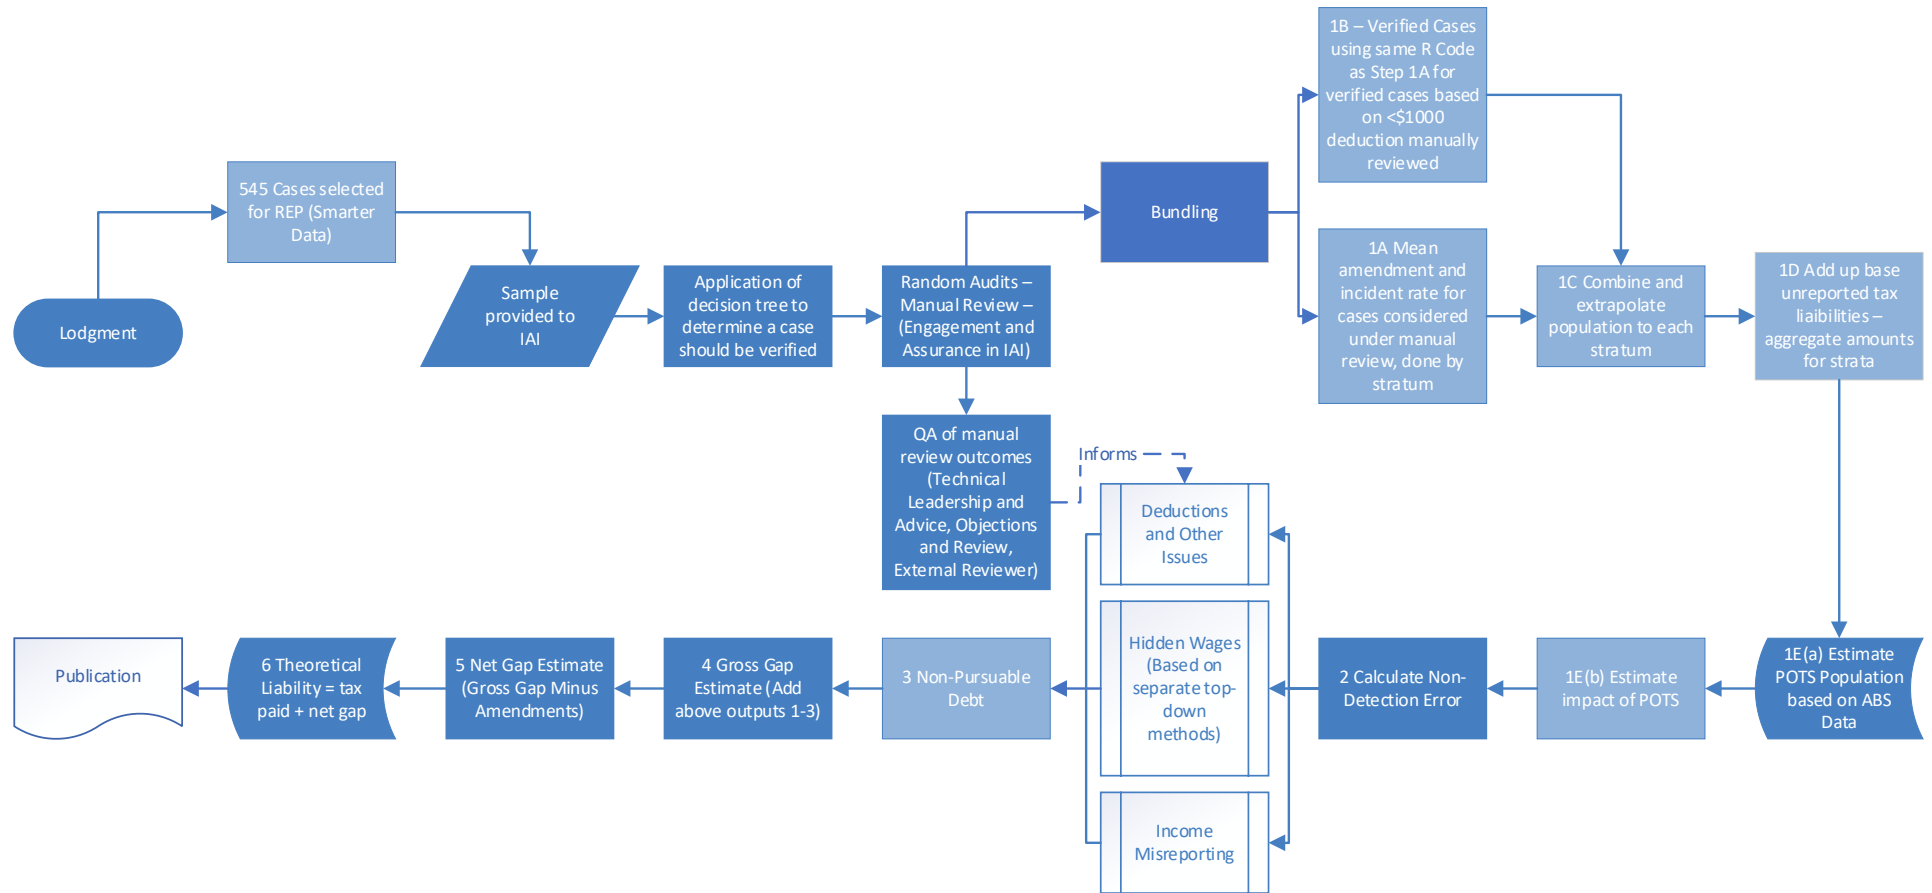 1B – Verified Cases
using same R Code
as Step 1A for
verified cases based
on <$1000
deduction manually
reviewed
545 Cases selected
for REP (Smarter
Data)
Bundling
Lodgment
Sample
provided to
IAI
Application of
decision tree to
determine a case
should be verified
Random Audits –
Manual Review –
(Engagement and
Assurance in IAI)
1A Mean
amendment and
incident rate for
cases considered
under manual
review, done by
stratum
1C Combine and
extrapolate
population to each
stratum
1D Add up base
unreported tax
liaibilities –
aggregate amounts
for strata
QA of manual
review outcomes
(Technical
Leadership and
Advice, Objections
and Review,
External Reviewer)
Informs
Deductions
and Other
Issues
Hidden Wages
(Based on
separate top-
down
methods)
Income
Misreporting
Publication
6 Theoretical
Liability = tax
paid + net gap
5 Net Gap Estimate
(Gross Gap Minus
Amendments)
4 Gross Gap
Estimate (Add
above outputs 1-3)
3 Non-Pursuable
Debt
2 Calculate Non-
Detection Error
1E(b) Estimate
impact of POTS
1E(a) Estimate
POTS Population
based on ABS
Data